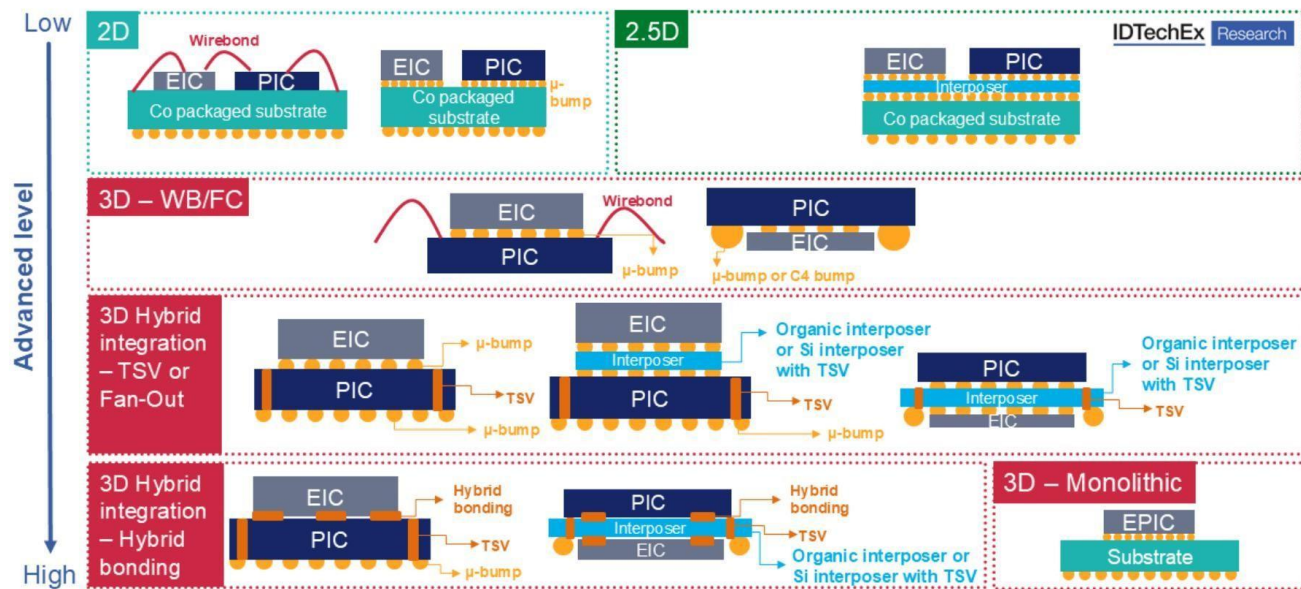 Low
Advanced level
High
2D
Wirebond
EIC
PIC
Co packaged substrate
EIC
PIC
μ-
bump
Co packaged
substrate
2.5D
IDTechEx
Research
EIC
PIC
Interposer
Co packaged substrate
3D – WB/FC
Wirebond
EIC
PIC
μ-bump
PIC
EIC
μ-bump or C4 bump
3D Hybrid
integration
– TSV or
Fan-Out
EIC
μ-bump
PIC
TSV
μ-bump
EIC
Interposer
Organic interposer
or Si interposer
with TSV
PIC
TSV
μ-bump
PIC
Interposer
EIC
Organic interposer
or Si interposer
with TSV
TSV
3D Hybrid
integration
– Hybrid
bonding
EIC
Hybrid
bonding
PIC
TSV
μ-bump
PIC
Interposer
EIC
Hybrid
bonding
TSV
Organic interposer or
Si interposer with TSV
3D – Monolithic
EPIC
Substrate